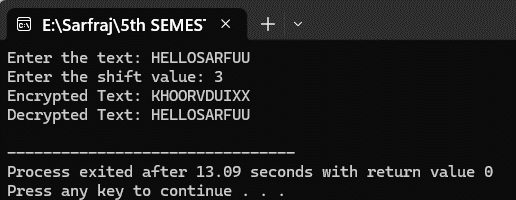 E:\Sarfraj\5th SEMEST
Enter the text: HELLOSARFUU
Enter the shift value: 3
Encrypted Text: KHOORVDUIXX
Decrypted Text: HELLOSARFUU
--------------------------------
Process exited after 13.09 seconds with return value 0
Press any key to continue . . .